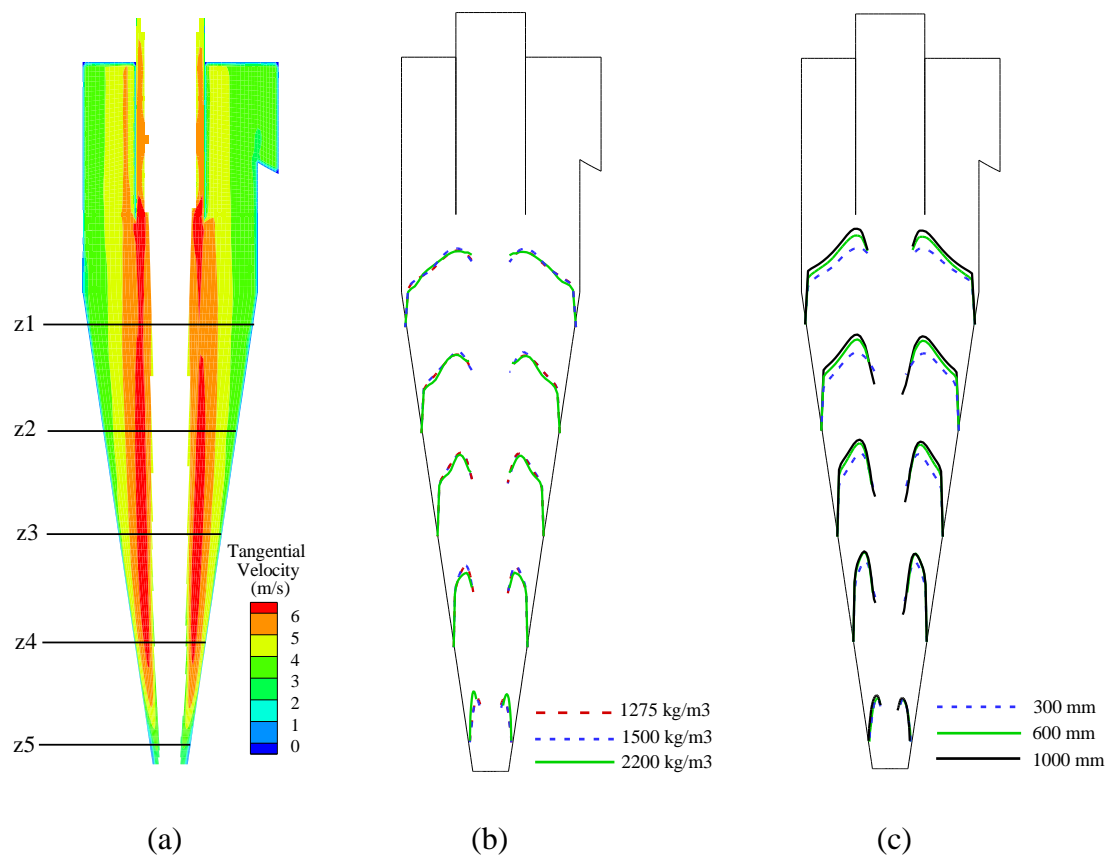 z1
z2
z3
z4
z5
Tangential
Velocity
(m/s)
6
5
4
3
2
1
0
1275 kg/m3
1500 kg/m3
2200 kg/m3
300 mm
600 mm
1000 mm
(a)
(b)
(c)